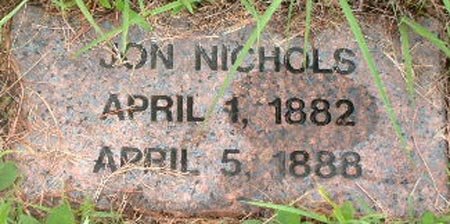 JON NICHOLS
APRIL 1, 1882
APRIL 5, 1888